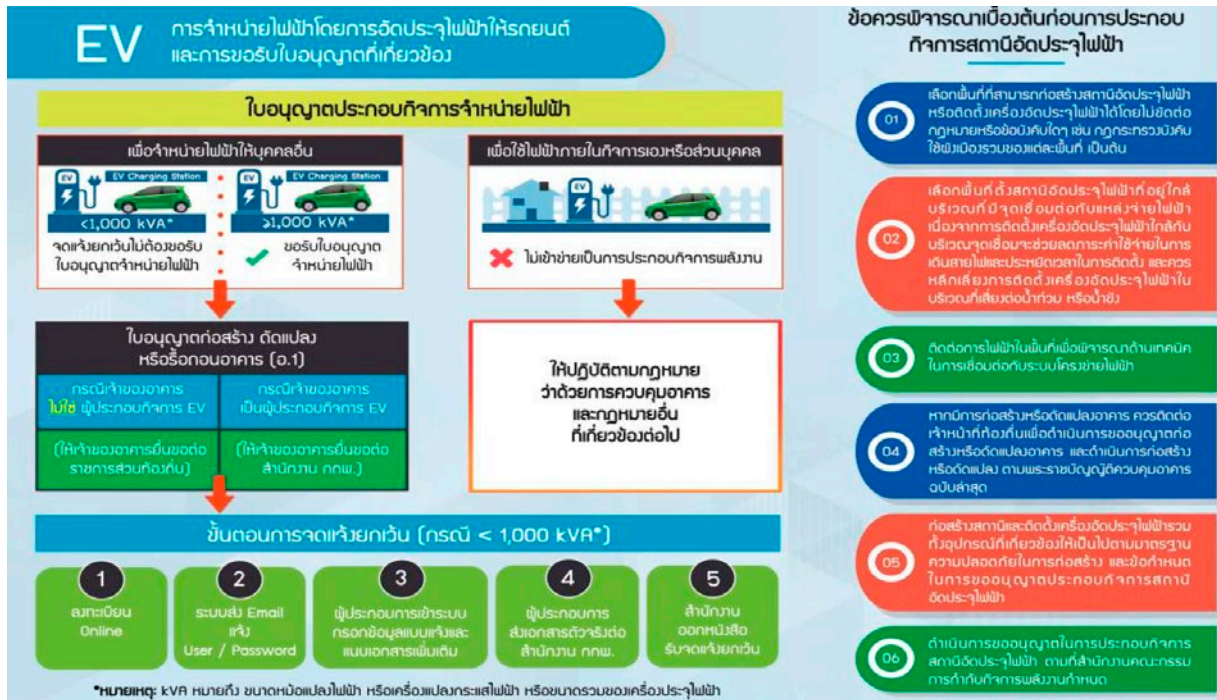 EV
การจำหน่ายไฟฟ้าโดยการอัดประจุไฟฟ้าให้รถยนต์
และการขอรับใบอนุญาตที่เกี่ยวข้อง
ใบอนุญาตประกอบกิจการจำหน่ายไฟฟ้า
เพื่อจำหน่ายไฟฟ้าให้บุคคลอื่น
EV
EV Charging Station
<1,000 kVA*
จดแจ้งยกเว้นไม่ต้องขอรับ
ใบอนุญาตจำหน่ายไฟฟ้า
EV
EV Charging Station
≥1,000 kVA*
ขอรับใบอนุญาต
จำหน่ายไฟฟ้า
เพื่อใช้ไฟฟ้าภายในกิจการเองหรือส่วนบุคคล
EV
ไม่เข้าข่ายเป็นการประกอบกิจการพลังงาน
ใบอนุญาตก่อสร้าง ดัดแปลง
หรือรื้อถอนอาคาร (อ.1)
กรณีเจ้าของอาคาร
ไม่ใช่ ผู้ประกอบกิจการ EV
(ให้เจ้าของอาคารยื่นขอต่อ
ราชการส่วนท้องถิ่น)
กรณีเจ้าของอาคาร
เป็นผู้ประกอบกิจการ EV
(ให้เจ้าของอาคารยื่นขอต่อ
สำนักงาน กกพ.)
ให้ปฏิบัติตามกฎหมาย
ว่าด้วยการควบคุมอาคาร
และกฎหมายอื่น
ที่เกี่ยวข้องต่อไป
ขั้นตอนการจดแจ้งยกเว้น (กรณี < 1,000 kVA*)
1
ลงทะเบียน
Online
2
ระบบส่ง Email
แจ้ง
User / Password
3
ผู้ประกอบการเข้าระบบ
กรอกข้อมูลแบบแจ้งและ
แนบเอกสารเพิ่มเติม
4
ผู้ประกอบการ
ส่งเอกสารตัวจริงต่อ
สำนักงาน กกพ.
5
สำนักงาน
ออกหนังสือ
รับจดแจ้งยกเว้น
*หมายเหตุ: kVA หมายถึง ขนาดหม้อแปลงไฟฟ้า หรือเครื่องแปลงกระแสไฟฟ้า หรือขนาดรวมของเครื่องประจุไฟฟ้า
ข้อควรพิจารณาเบื้องต้นก่อนการประกอบ
กิจการสถานีอัดประจุไฟฟ้า
01
เลือกพื้นที่ที่สามารถก่อสร้างสถานีอัดประจุไฟฟ้า
หรือติดตั้งเครื่องอัดประจุไฟฟ้าได้โดยไม่ขัดต่อ
กฎหมายหรือข้อบังคับใดๆ เช่น กฎกระทรวงบังคับ
ใช้ผังเมืองรวมของแต่ละพื้นที่ เป็นต้น
02
เลือกพื้นที่ตั้งสถานีอัดประจุไฟฟ้าที่อยู่ใกล้
บริเวณที่มีจุดเชื่อมต่อกับแหล่งจ่ายไฟฟ้า
เนื่องจากการติดตั้งเครื่องอัดประจุไฟฟ้าใกล้กับ
บริเวณจุดเชื่อมจะช่วยลดภาระค่าใช้จ่ายในการ
เดินสายไฟและประหยัดเวลาในการติดตั้ง และควร
หลีกเลี่ยงการติดตั้งเครื่องอัดประจุไฟฟ้าใน
บริเวณที่เสี่ยงต่อน้ำท่วม หรือน้ำขัง
03
ติดต่อการไฟฟ้าในพื้นที่เพื่อพิจารณาด้านเทคนิค
ในการเชื่อมต่อกับระบบโครงข่ายไฟฟ้า
04
หากมีการก่อสร้างหรือดัดแปลงอาคาร ควรติดต่อ
เจ้าหน้าที่ท้องถิ่นเพื่อดำเนินการขออนุญาตก่อ
สร้างหรือดัดแปลงอาคาร และดำเนินการก่อสร้าง
หรือดัดแปลง ตามพระราชบัญญัติควบคุมอาคาร
ฉบับล่าสุด
05
ก่อสร้างสถานีและติดตั้งเครื่องอัดประจุไฟฟ้ารวม
ทั้งอุปกรณ์ที่เกี่ยวข้องให้เป็นไปตามมาตรฐาน
ความปลอดภัยในการก่อสร้าง และข้อกำหนด
ในการขออนุญาตประกอบกิจการสถานี
อัดประจุไฟฟ้า
06
ดำเนินการขออนุญาตในการประกอบกิจการ
สถานีอัดประจุไฟฟ้า ตามที่สำนักงานคณะกรรม
การกำกับกิจการพลังงานกำหนด